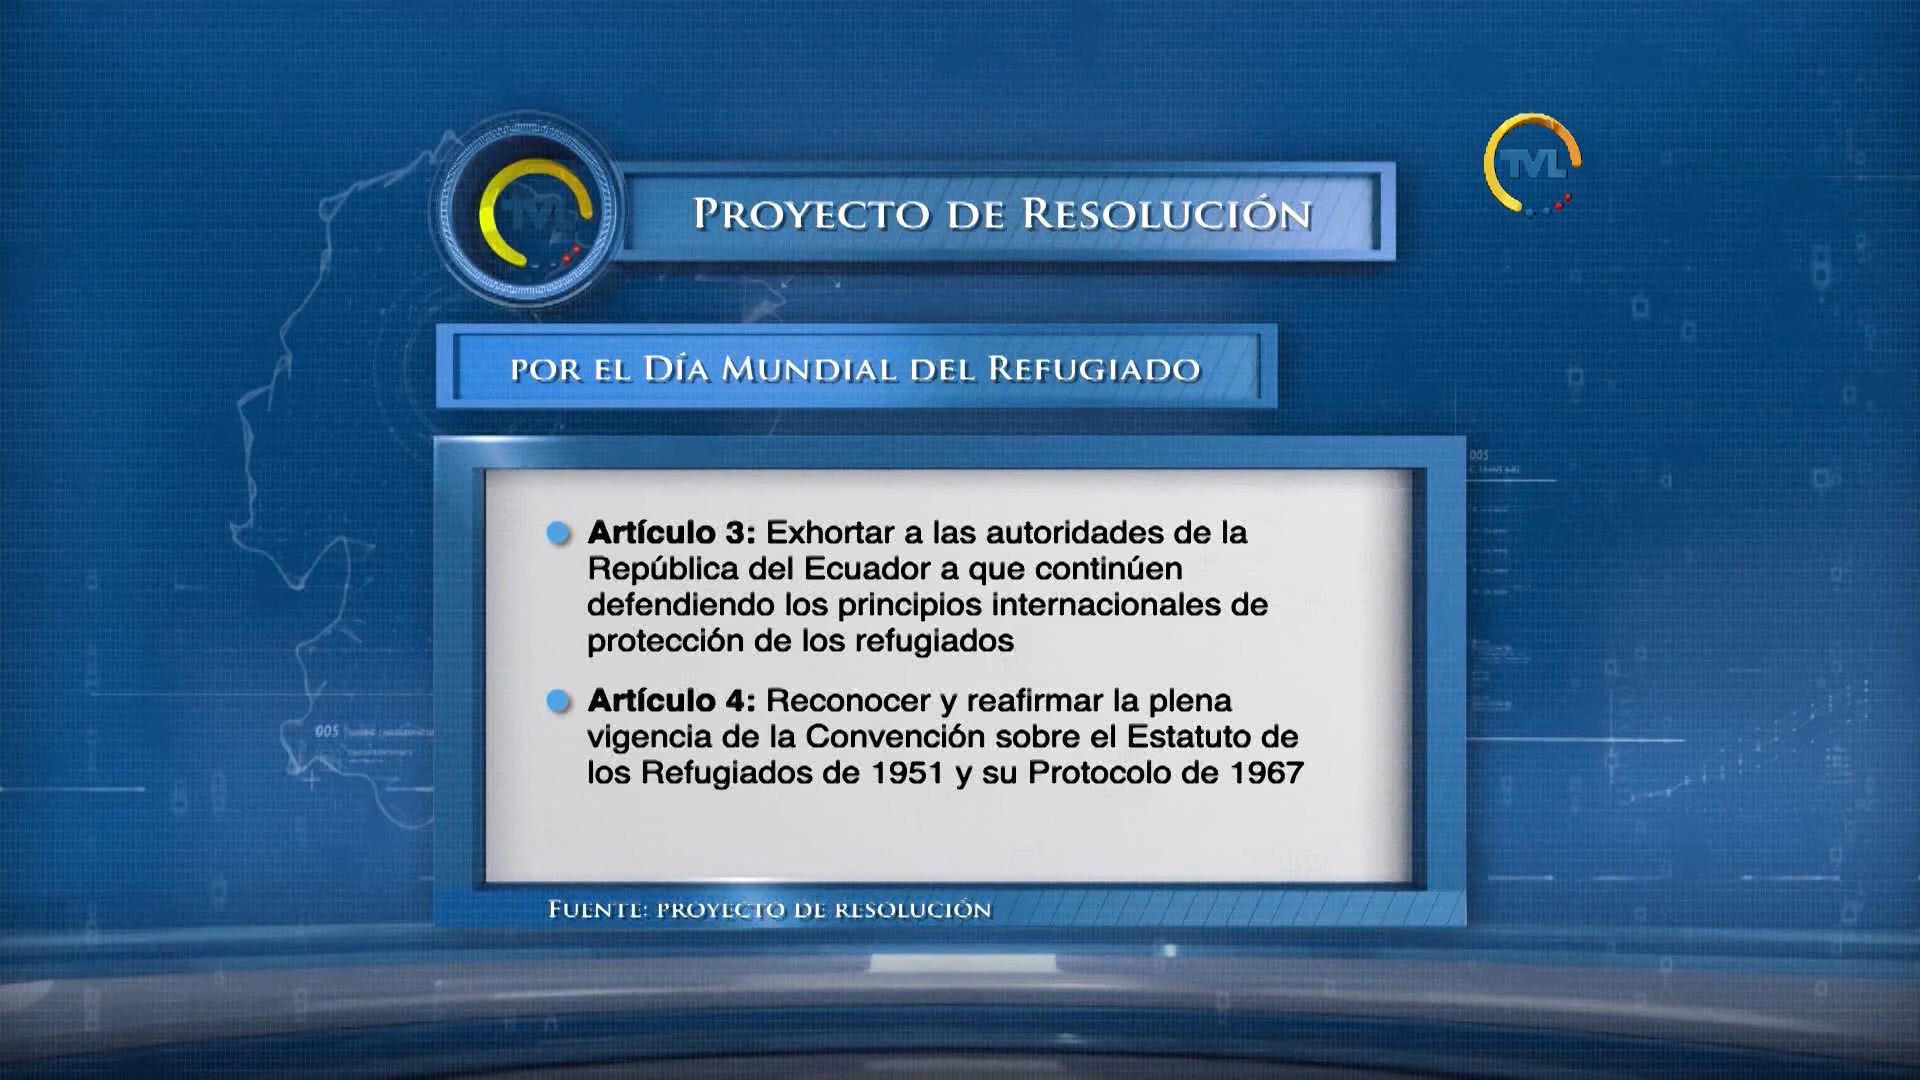 TVL
PROYECTO DE RESOLUCIÓN
POR EL DÍA MUNDIAL DEL REFUGIADO
Artículo 3: Exhortar a las autoridades de la
República del Ecuador a que continúen
defendiendo los principios internacionales de
protección de los refugiados
Artículo 4: Reconocer y reafirmar la plena
vigencia de la Convención sobre el Estatuto de
los Refugiados de 1951 y su Protocolo de 1967
FUENTE: PROYECTO DE RESOLUCIÓN
005
005